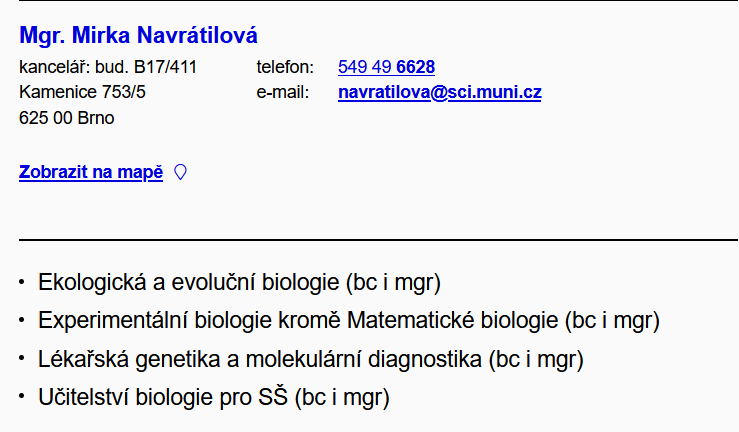 Mgr. Mirka Navrátilová
kancelář: bud. B17/411 telefon: 549 49 6628
Kamenice 753/5 e-mail: navratilova@sci.muni.cz
625 00 Brno
Zobrazit na mapě
• Ekologická a evoluční biologie (bc i mgr)
• Experimentální biologie kromě Matematické biologie (bc i mgr)
• Lékařská genetika a molekulární diagnostika (bc i mgr)
• Učitelství biologie pro SŠ (bc i mgr)